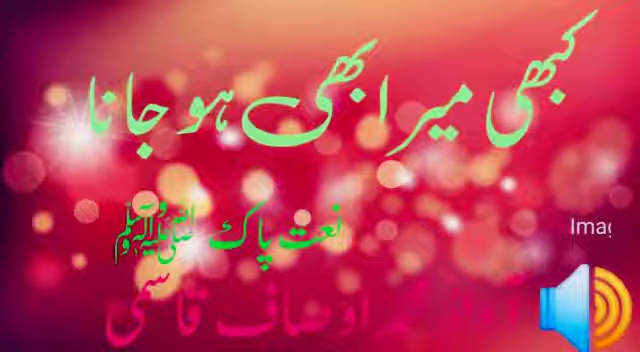 کبھی میرا بھی ہو جانا
نعت پاک ﷺ
Imag
اوصاف قاسمی